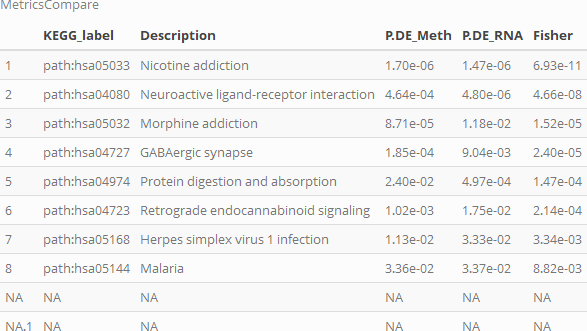 MetricsCompare
KEGG_label Description P.DE_Meth P.DE_RNA Fisher
1 path:hsa05033 Nicotine addiction 1.70e-06 1.47e-06 6.93e-11
2 path:hsa04080 Neuroactive ligand-receptor interaction 4.64e-04 4.80e-06 4.66e-08
3 path:hsa05032 Morphine addiction 8.71e-05 1.18e-02 1.52e-05
4 path:hsa04727 GABAergic synapse 1.85e-04 9.04e-03 2.40e-05
5 path:hsa04974 Protein digestion and absorption 2.40e-02 4.97e-04 1.47e-04
6 path:hsa04723 Retrograde endocannabinoid signaling 1.02e-03 1.75e-02 2.14e-04
7 path:hsa05168 Herpes simplex virus 1 infection 1.13e-02 3.33e-02 3.34e-03
8 path:hsa05144 Malaria 3.36e-02 3.37e-02 8.82e-03
NA NA NA NA NA NA
NA.1 NA NA NA NA NA